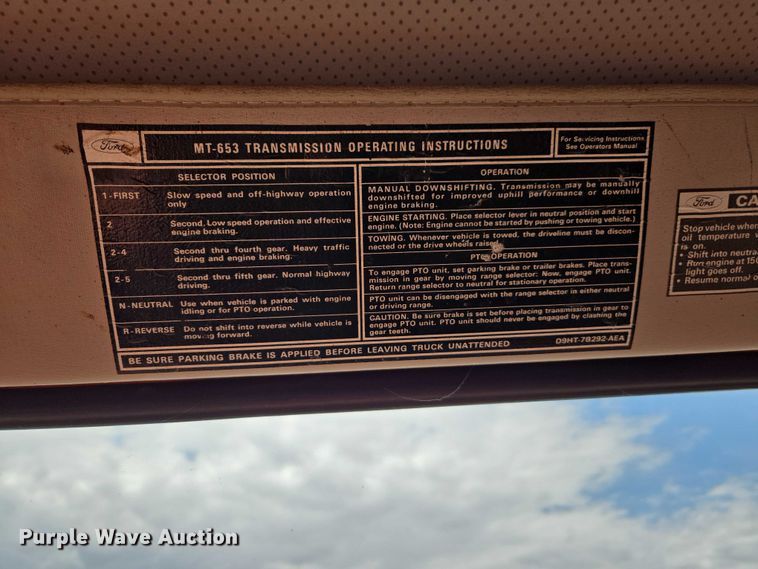 Ford
MT-653 TRANSMISSION OPERATING INSTRUCTIONS
For Servicing Instructions
See Operators Manual
SELECTOR POSITION
1-FIRST Slow speed and off-highway operation
only
2 Second. Low speed operation and effective
engine braking.
2-4 Second thru fourth gear. Heavy traffic
driving and engine braking.
2-5 Second thru fifth gear. Normal highway
driving.
N-NEUTRAL Use when vehicle is parked with engine
idling or for PTO operation.
R-REVERSE Do not shift into reverse while vehicle is
moving forward.
OPERATION
MANUAL DOWNSHIFTING. Transmission may be manually
downshifted for improved uphill performance or downhill
engine braking.
ENGINE STARTING. Place selector lever in neutral position and start
engine. (Note: Engine cannot be started by pushing or towing vehicle.)
TOWING. Whenever vehicle is towed, the driveline must be discon-
nected or the drive wheels raised.
PTO OPERATION
To engage PTO unit, set parking brake or trailer brakes. Place trans-
mission in gear by moving range selector; Now, engage PTO unit.
Return range selector to neutral for stationary operation.
PTO unit can be disengaged with the range selector in either neutral
or driving range.
CAUTION. Be sure brake is set before placing transmission in gear to
engage PTO unit. PTO unit should never be engaged by clashing the
gear teeth.
BE SURE PARKING BRAKE IS APPLIED BEFORE LEAVING TRUCK UNATTENDED
D9HT-7B292-AEA
Ford CA
Stop vehicle when
oil temperature w
is on.
• Shift into neutra
• Run engine at 150
light goes off.
• Resume normal o
Purple Wave Auction